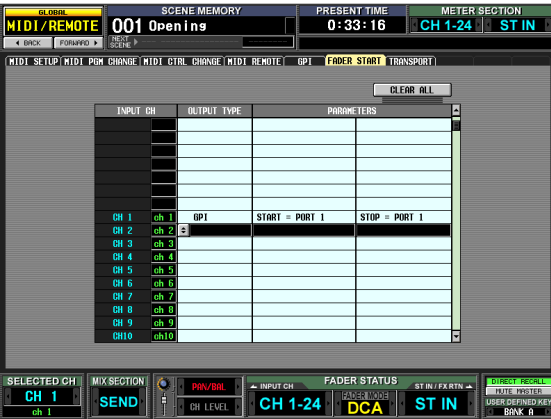 GLOBAL
MIDI/REMOTE
BACK
FORWARD
SCENE MEMORY
001 Opening
NEXT SCENE
PRESENT TIME
0:33:16
METER SECTION
CH 1-24
ST IN
MIDI SETUP
MIDI PGM CHANGE
MIDI CTRL CHANGE
MIDI REMOTE
GPI
FADER START
TRANSPORT
CLEAR ALL
INPUT CH
OUTPUT TYPE
PARAMETERS
CH 1 ch 1 GPI START = PORT 1 STOP = PORT 1
CH 2 ch 2
CH 3 ch 3
CH 4 ch 4
CH 5 ch 5
CH 6 ch 6
CH 7 ch 7
CH 8 ch 8
CH 9 ch 9
CH10 ch10
SELECTED CH
CH 1
ch 1
MIX SECTION
SEND
PAN/BAL
CH LEVEL
FADER STATUS
INPUT CH
CH 1-24
FADER MODE
DCA
ST IN / FX RTN
ST IN
DIRECT RECALL
MUTE MASTER
USER DEFINED KEY
BANK A